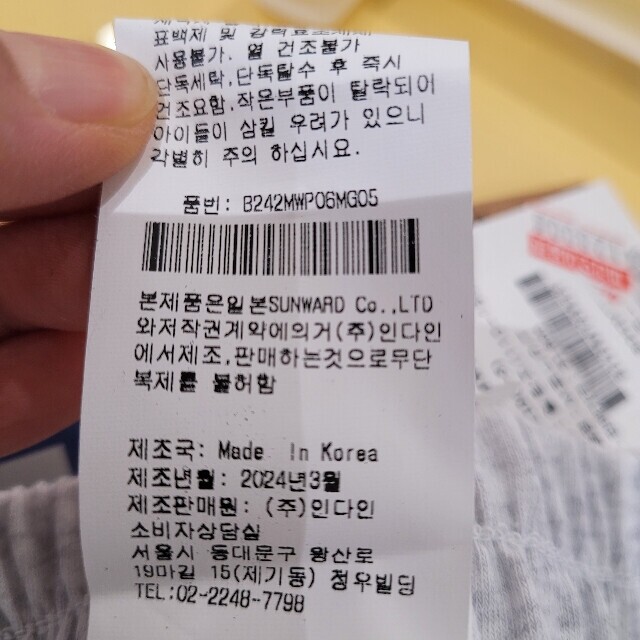 표백제 및
사용불가. 열 건조불가
단독세탁,단독탈수 후 즉시
건조요함.작은부품이 탈락되어
아이들이 삼킬 우려가 있으니
각별히 주의 하십시요.
품번: B242MWP06MG05
본제품은일본SUNWARD Co.,LTD
와저작권계약에의거(주)인다인
에서제조,판매하는것으로무단
복제를 불허함
제조국: Made In Korea
제조년월: 2024년3월
제조판매원: (주)인다인
소비자상담실
서울시 동대문구 왕산로
19마길 15(제기동) 청우빌딩
TEL:02-2248-7798